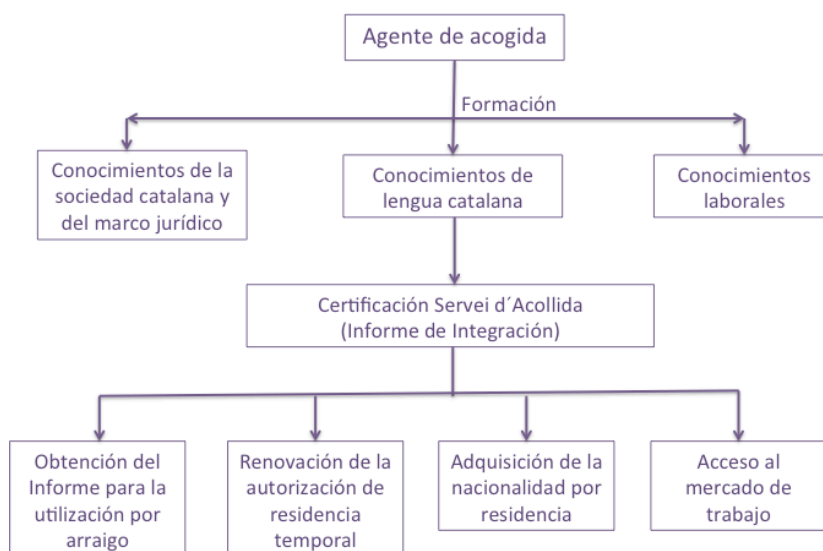 Agente de acogida
Formación
Conocimientos de la
sociedad catalana y
del marco jurídico
Conocimientos de
lengua catalana
Conocimientos
laborales
Certificación Servei d´Acollida
(Informe de Integración)
Obtención del
Informe para la
utilización por
arraigo
Renovación de la
autorización de
residencia
temporal
Adquisición de la
nacionalidad por
residencia
Acceso al
mercado de
trabajo